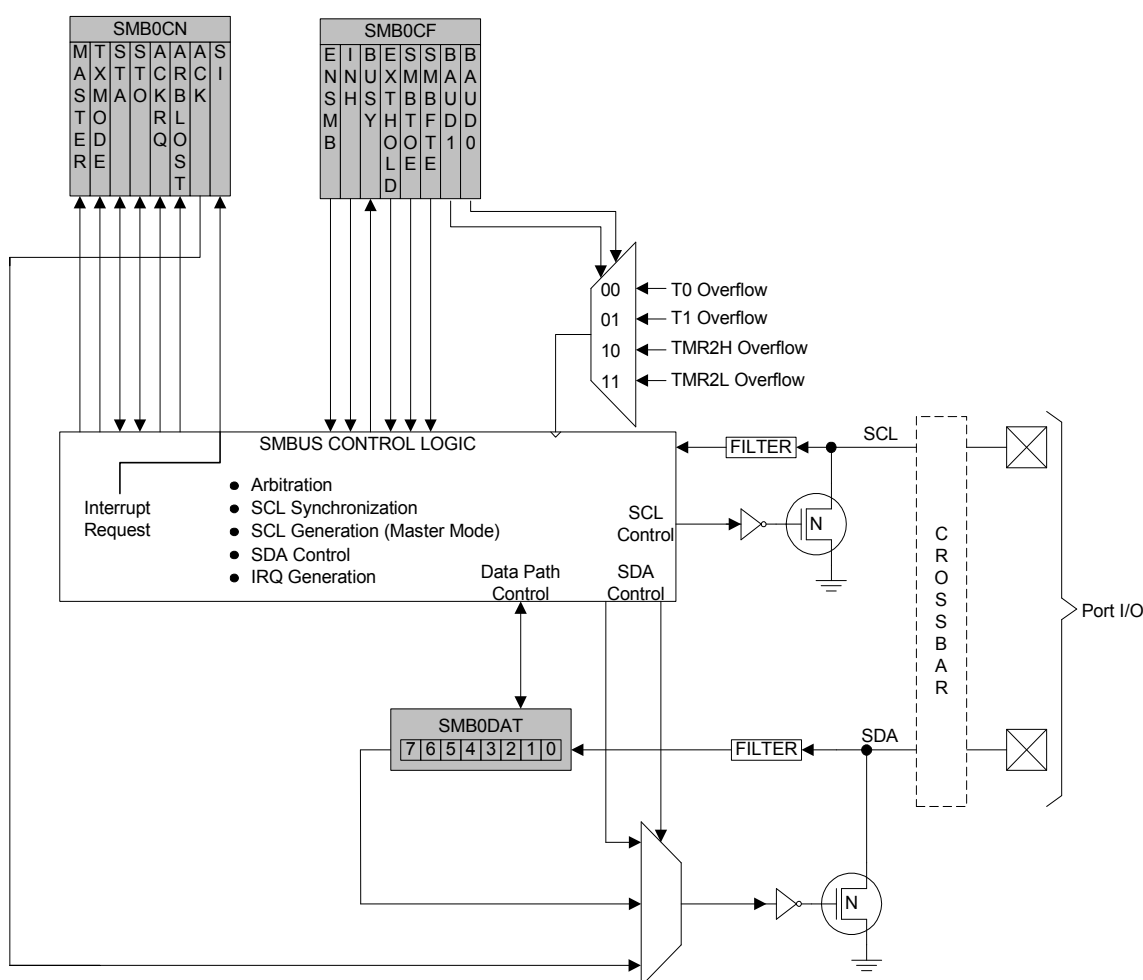 SMB0CN
MASTER
TXMODE
STA
STO
ACKRQ
ARBLOST
ACK
SI
SMB0CF
ENSMB
INH
BUSY
EXTHOLD
SMBTOE
SMBFTE
BAUD1
BAUD0
00 T0 Overflow
01 T1 Overflow
10 TMR2H Overflow
11 TMR2L Overflow
SMBUS CONTROL LOGIC
Interrupt
Request
● Arbitration
● SCL Synchronization
● SCL Generation (Master Mode)
● SDA Control
● IRQ Generation
SCL
Control
Data Path
Control
SDA
Control
FILTER
SCL
N
CROSSBAR
Port I/O
SMB0DAT
7 6 5 4 3 2 1 0
FILTER
SDA
N